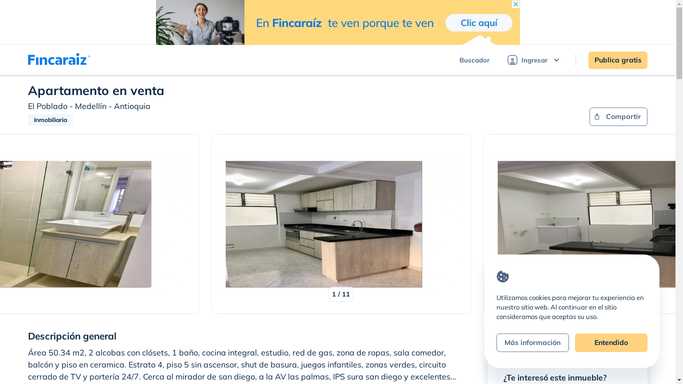 En Fincaraíz te ven porque te ven
Clic aquí
Fincaraíz
Buscador
Ingresar
Publica gratis
Apartamento en venta
El Poblado - Medellín - Antioquia
Inmobiliaria
Compartir
1 / 11
Utilizamos cookies para mejorar tu experiencia en
nuestro sitio web. Al continuar en el sitio
consideramos que aceptas su uso.
Más información
Entendido
Descripción general
Área 50.34 m2, 2 alcobas con clósets, 1 baño, cocina integral, estudio, red de gas, zona de ropas, sala comedor,
balcón y piso en ceramica. Estrato 4, piso 5 sin ascensor, shut de basura, juegos infantiles, zonas verdes, circuito
cerrado de TV y portería 24/7. Cerca al mirador de san diego, a la AV las palmas, IPS sura san diego y excelentes...
¿Te interesó este inmueble?